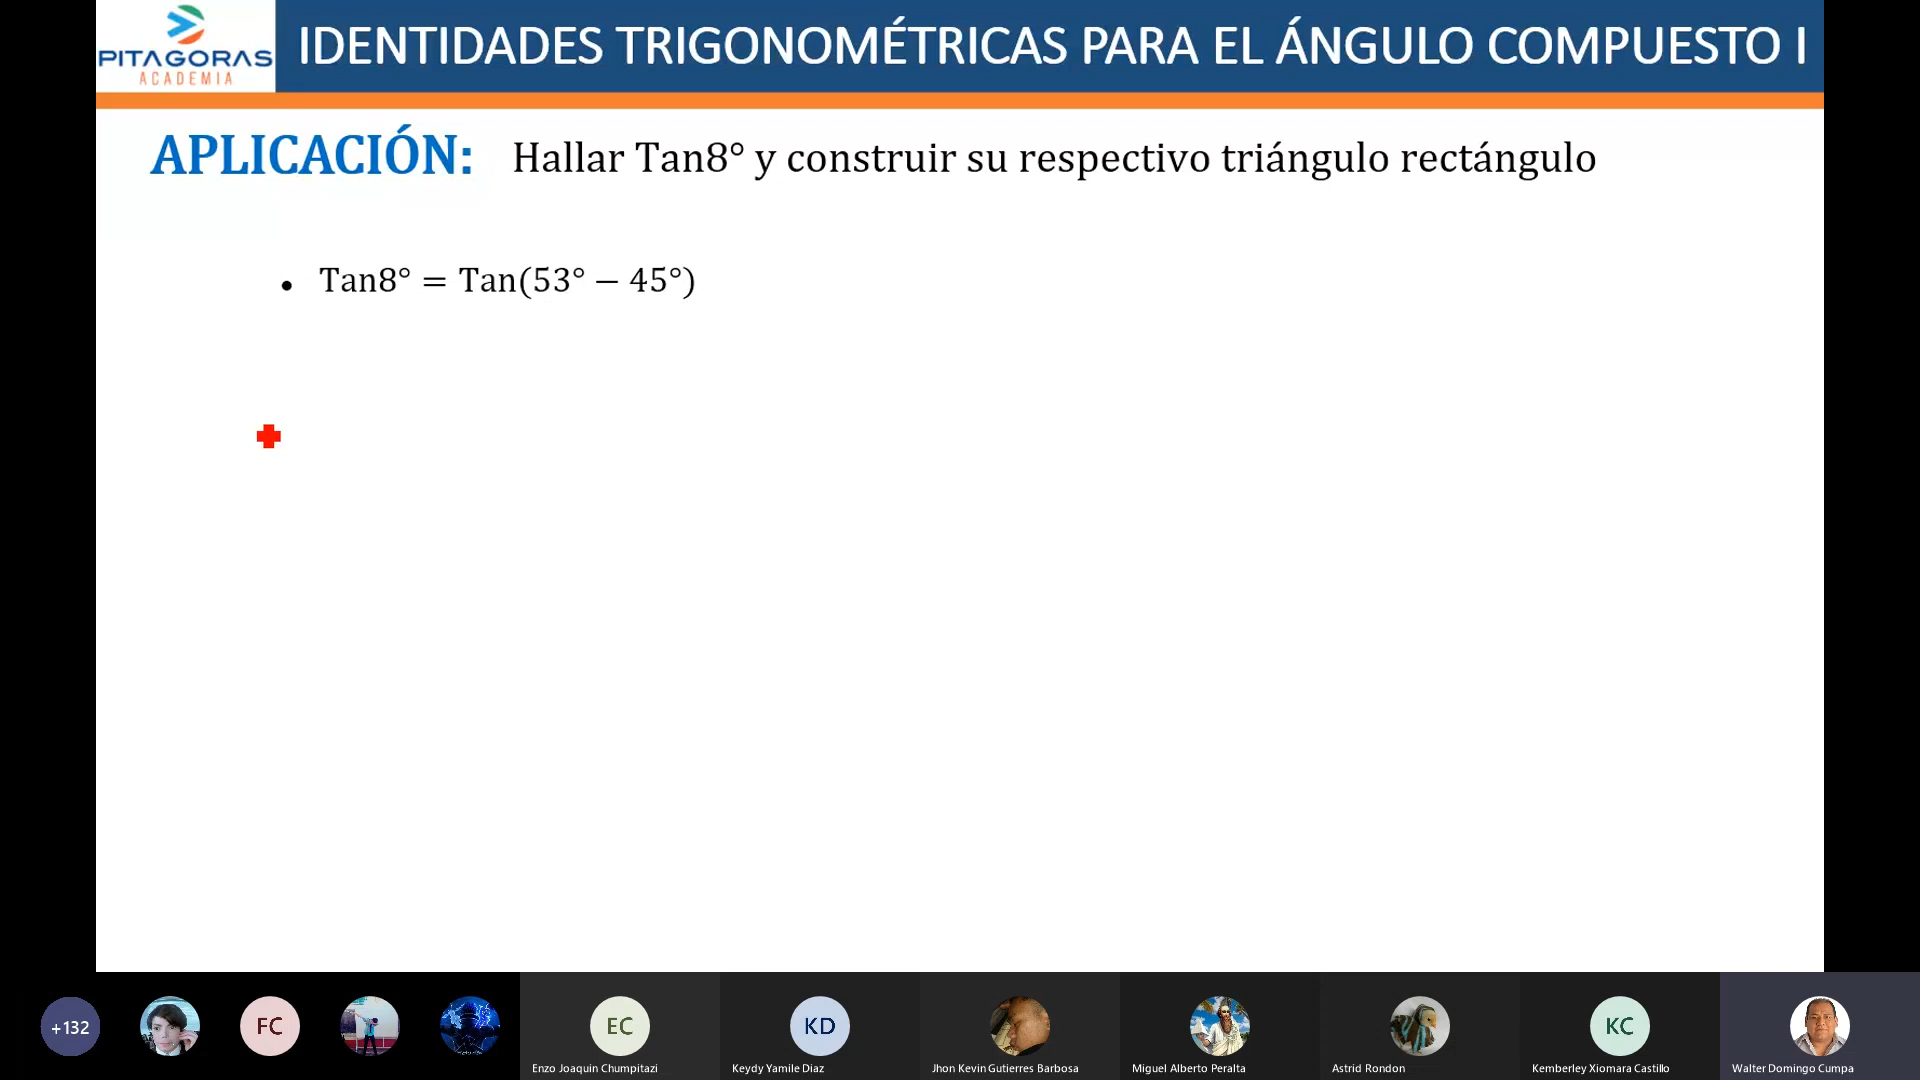 PITAGORAS
ACADEMIA
IDENTIDADES TRIGONOMÉTRICAS PARA EL ÁNGULO COMPUESTO I
APLICACIÓN: Hallar Tan8° y construir su respectivo triángulo rectángulo
• Tan8° = Tan(53° − 45°)
+132
FC
EC
KD
KC
Enzo Joaquin Chumpitazi
Keydy Yamile Diaz
Jhon Kevin Gutierres Barbosa
Miguel Alberto Peralta
Astrid Rondon
Kemberley Xiomara Castillo
Walter Domingo Cumpa